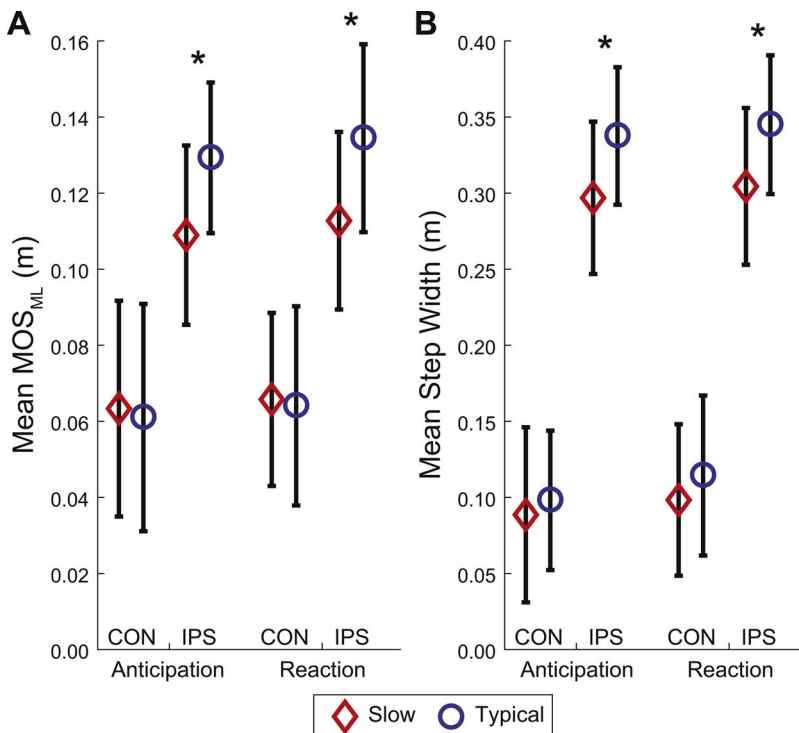 A
Mean MOSML (m)
0.16
*
*
0.14
0.12
0.10
0.08
0.06
0.04
0.02
0.00
CON IPS CON IPS
Anticipation Reaction
B
Mean Step Width (m)
0.40
*
*
0.35
0.30
0.25
0.20
0.15
0.10
0.05
0.00
CON IPS CON IPS
Anticipation Reaction
Slow Typical